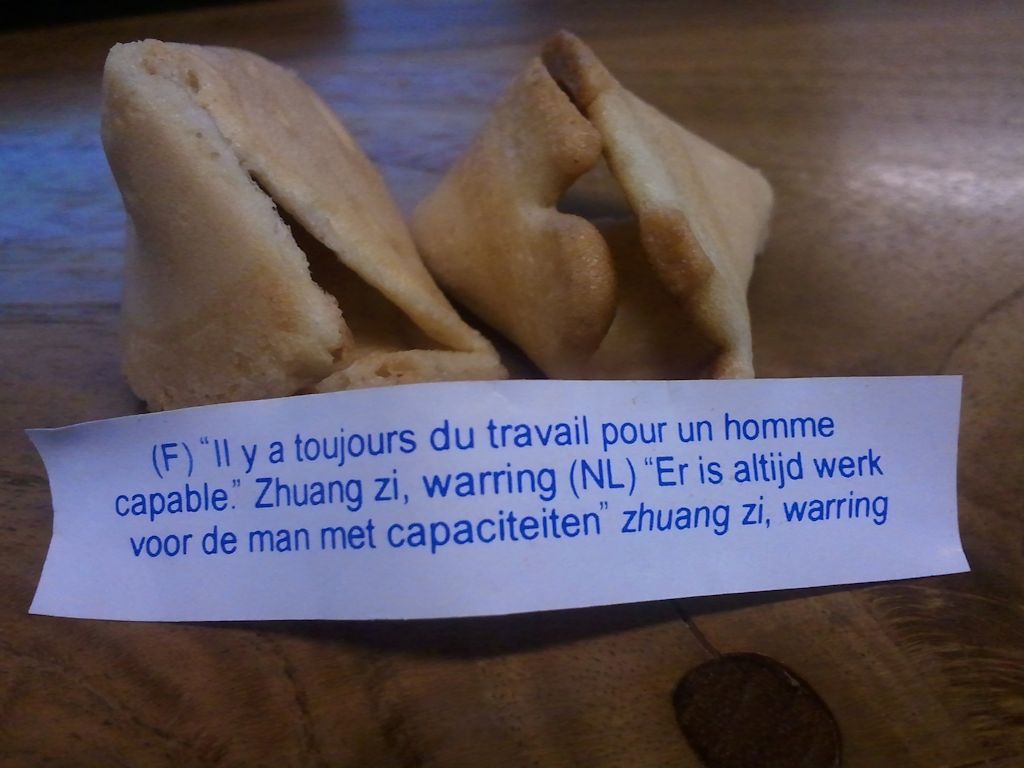 (F) “Il y a toujours du travail pour un homme
capable.” Zhuang zi, warring (NL) “Er is altijd werk
voor de man met capaciteiten” zhuang zi, warring